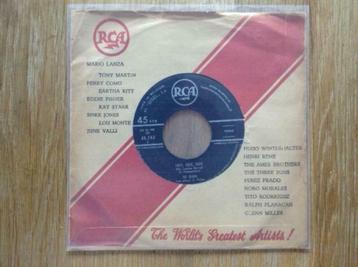 RCA
MARIO LANZA
TONY MARTIN
PERRY COMO
EARTHA KITT
EDDIE FISHER
KAY STARR
SPIKE JONES
LOU MONTE
JUNE VALLI
RCA
45 RPM
HUGO WINTERHALTER
HENRI RENE
THE AMES BROTHERS
THE THREE SUNS
PEREZ PRADO
NORO MORALES
TITO RODRIGUEZ
RALPH FLANAGAN
GLENN MILLER
The World's Greatest Artists!